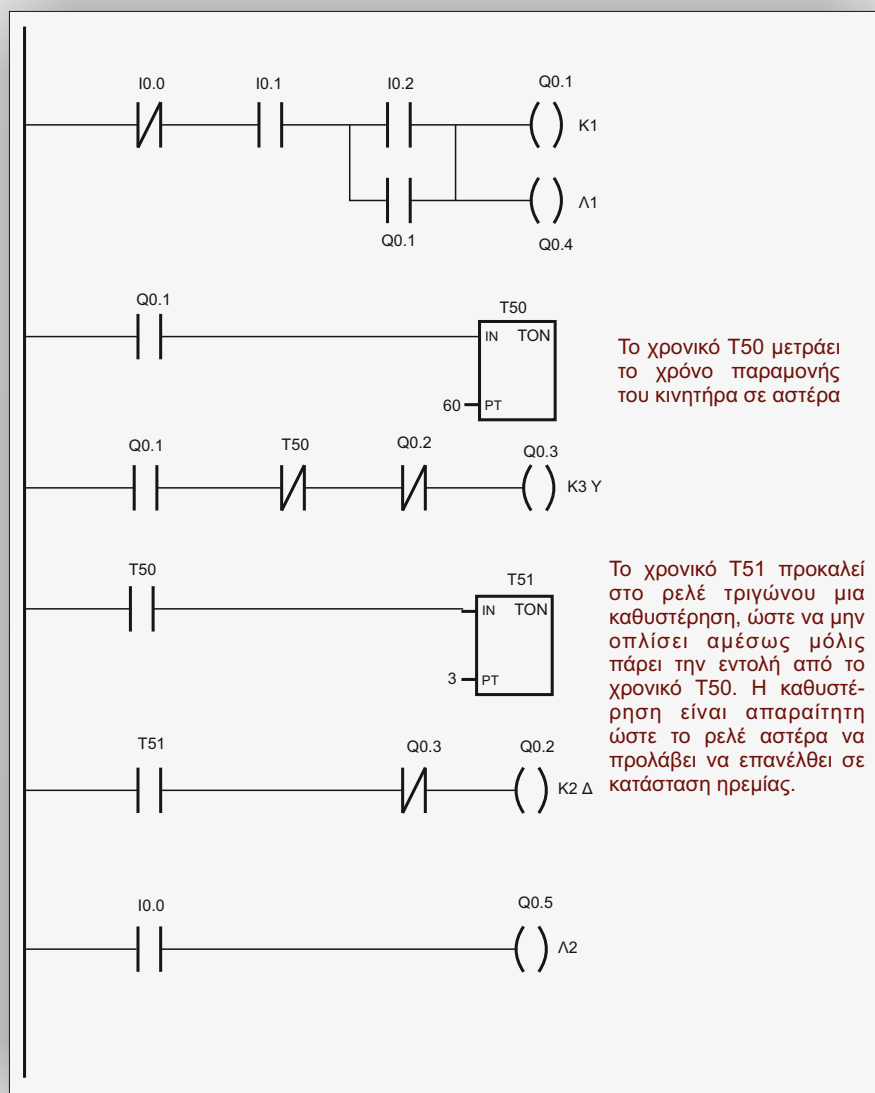 I0.0 I0.1 I0.2 Q0.1
K1
Λ1
Q0.1 Q0.4
Q0.1 T50
IN TON
60 PT
Το χρονικό Τ50 μετράει
το χρόνο παραμονής
του κινητήρα σε αστέρα
Q0.1 T50 Q0.2 Q0.3
K3 Y
T50 T51
IN TON
3 PT
Το χρονικό Τ51 προκαλεί
στο ρελέ τριγώνου μια
καθυστέρηση, ώστε να μην
οπλίσει αμέσως μόλις
πάρει την εντολή από το
χρονικό Τ50. Η καθυστέ-
ρηση είναι απαραίτητη
ώστε το ρελέ αστέρα να
προλάβει να επανέλθει σε
κατάσταση ηρεμίας.
T51 Q0.3 Q0.2
K2 Δ
I0.0 Q0.5
Λ2